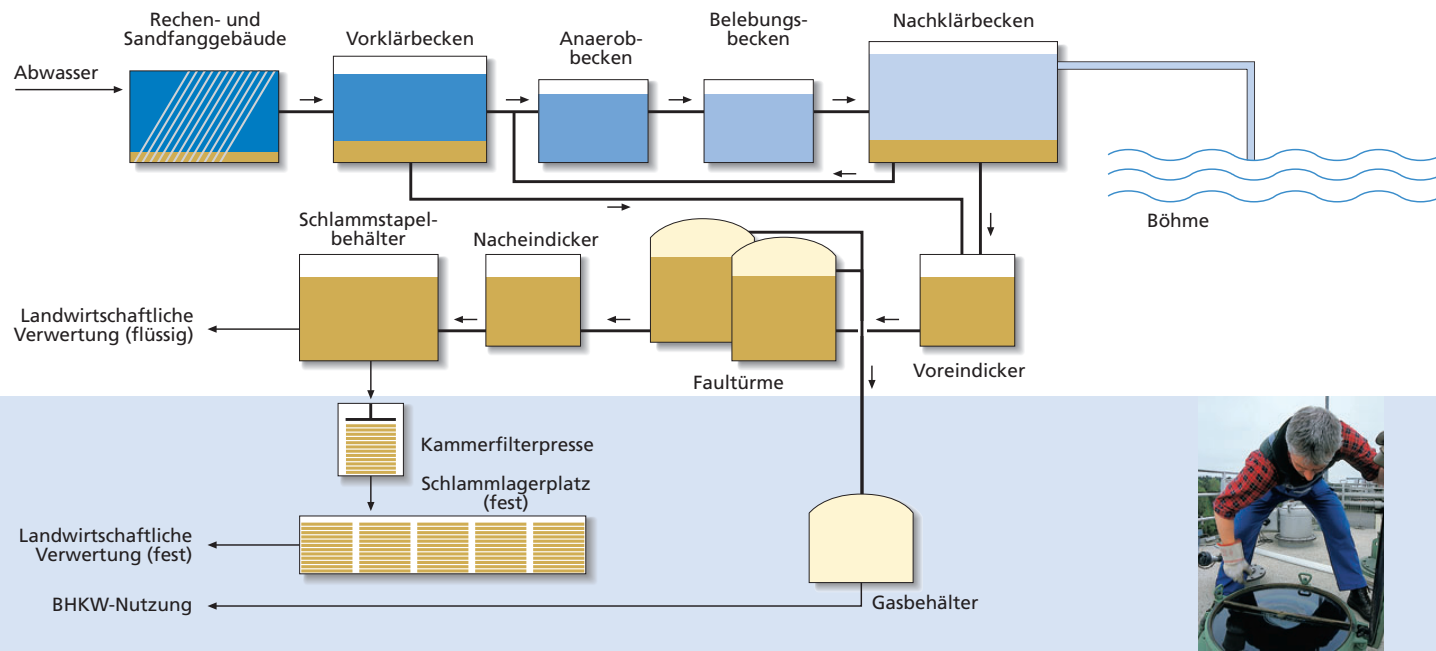 Rechen- und
Sandfanggebäude
Vorklärbecken
Anaerob-
becken
Belebungs-
becken
Nachklärbecken
Abwasser
Böhme
Schlammstapel-
behälter
Nacheindicker
Landwirtschaftliche
Verwertung (flüssig)
Faultürme
Voreindicker
Kammerfilterpresse
Schlammlagerplatz
(fest)
Landwirtschaftliche
Verwertung (fest)
BHKW-Nutzung
Gasbehälter